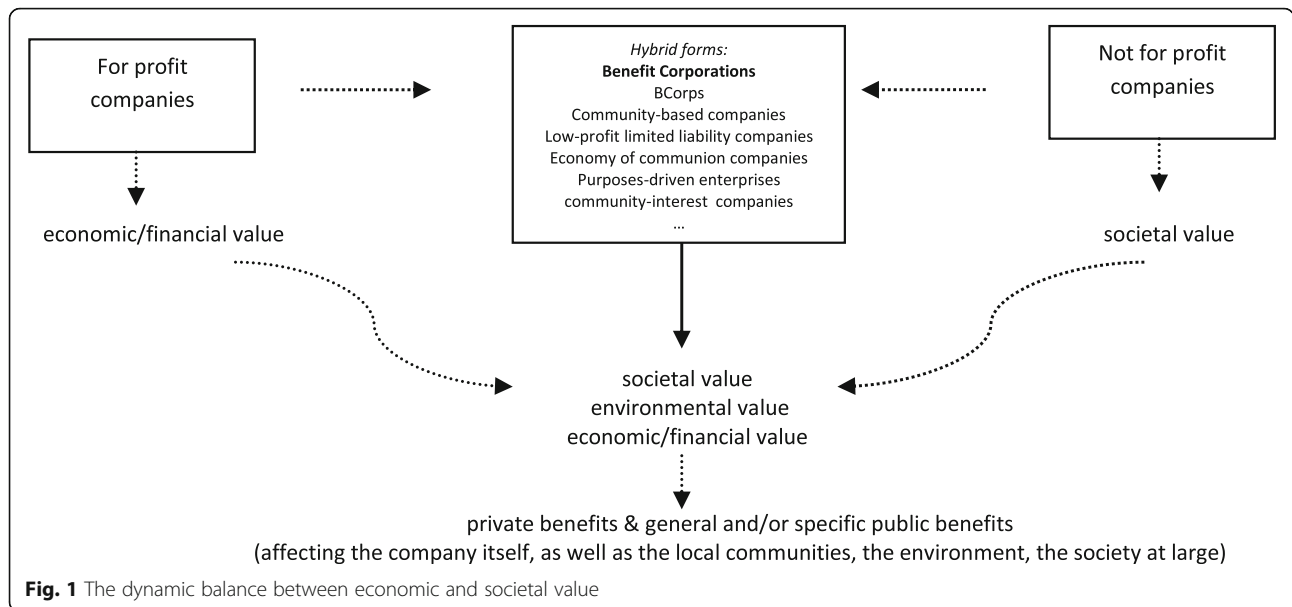 For profit
companies
Hybrid forms:
Benefit Corporations
BCorps
Community-based companies
Low-profit limited liability companies
Economy of communion companies
Purposes-driven enterprises
community-interest companies
...
Not for profit
companies
economic/financial value
societal value
societal value
environmental value
economic/financial value
private benefits & general and/or specific public benefits
(affecting the company itself, as well as the local communities, the environment, the society at large)
Fig. 1 The dynamic balance between economic and societal value